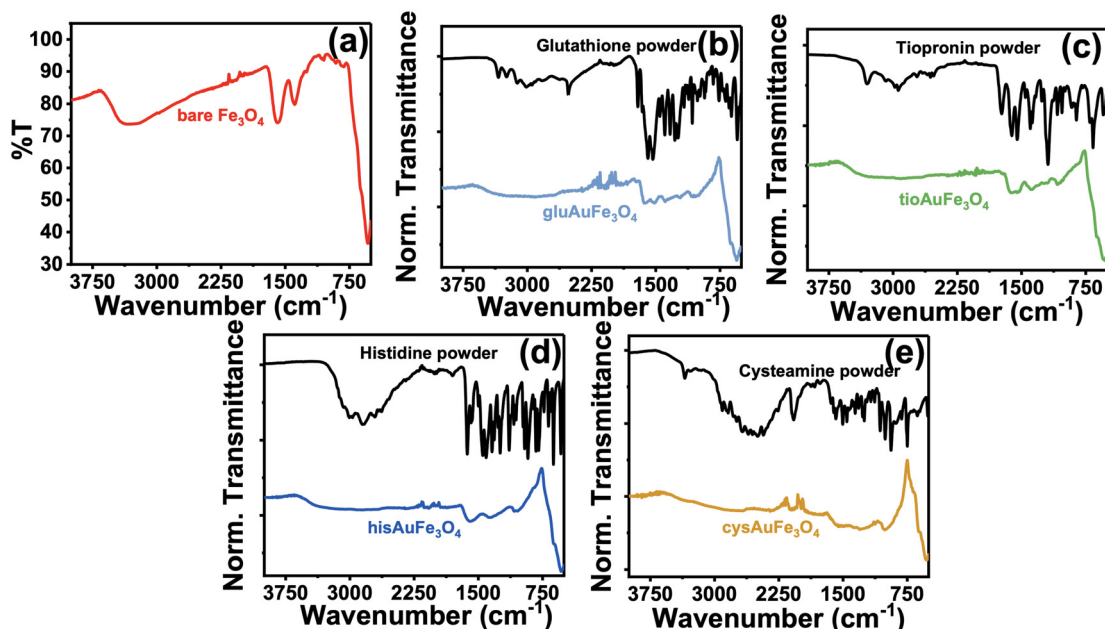 (a)
100
90
80
70
60
50
40
30
%T
bare Fe₃O₄
3750 3000 2250 1500 750
Wavenumber (cm⁻¹)
(b)
Glutathione powder
Norm. Transmittance
gluAuFe₃O₄
3750 3000 2250 1500 750
Wavenumber (cm⁻¹)
(c)
Tiopronin powder
Norm. Transmittance
tioAuFe₃O₄
3750 3000 2250 1500 750
Wavenumber (cm⁻¹)
(d)
Histidine powder
Norm. Transmittance
hisAuFe₃O₄
3750 3000 2250 1500 750
Wavenumber (cm⁻¹)
(e)
Cysteamine powder
Norm. Transmittance
cysAuFe₃O₄
3750 3000 2250 1500 750
Wavenumber (cm⁻¹)